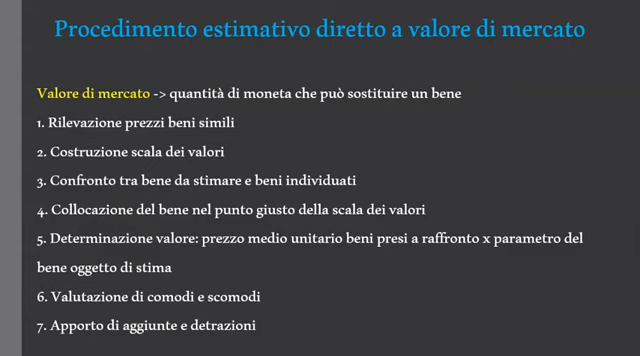 Procedimento estimativo diretto a valore di mercato
Valore di mercato -> quantità di moneta che può sostituire un bene
1. Rilevazione prezzi beni simili
2. Costruzione scala dei valori
3. Confronto tra bene da stimare e beni individuati
4. Collocazione del bene nel punto giusto della scala dei valori
5. Determinazione valore: prezzo medio unitario beni presi a raffronto x parametro del
bene oggetto di stima
6. Valutazione di comodi e scomodi
7. Apporto di aggiunte e detrazioni